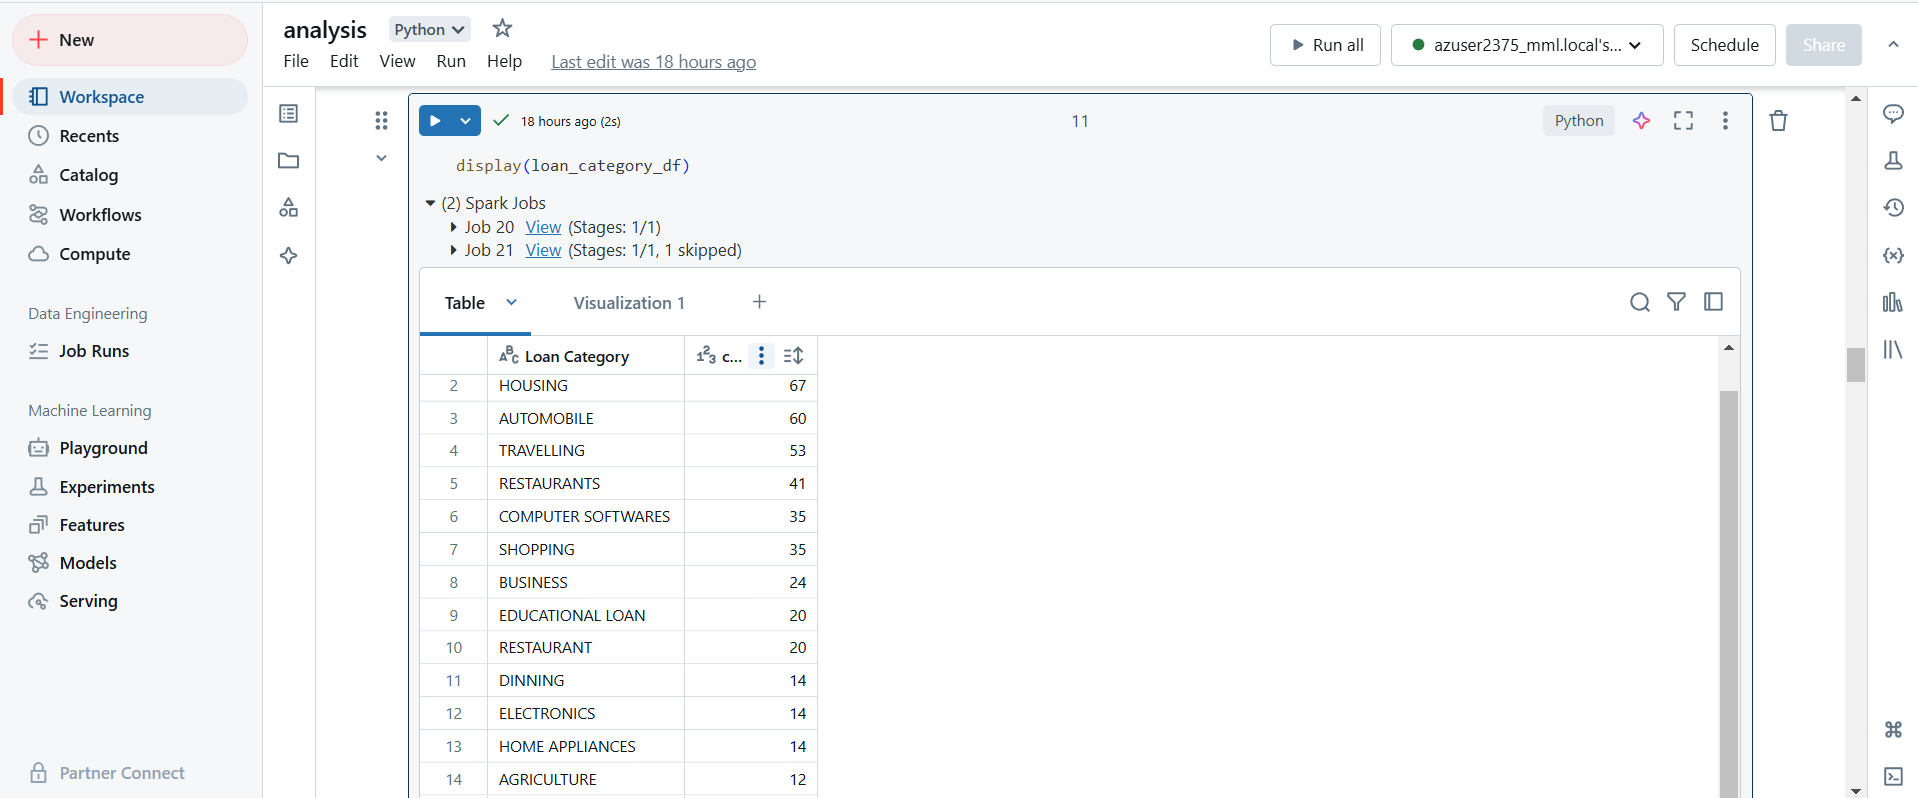 New
Workspace
Recents
Catalog
Workflows
Compute
Data Engineering
Job Runs
Machine Learning
Playground
Experiments
Features
Models
Serving
Partner Connect
analysis Python
File Edit View Run Help Last edit was 18 hours ago
Run all azuser2375_mml.local's... Schedule Share
18 hours ago (2s) 11 Python
display(loan_category_df)
(2) Spark Jobs
Job 20 View (Stages: 1/1)
Job 21 View (Stages: 1/1, 1 skipped)
Table Visualization 1 +
ABC Loan Category 123 c...
2 HOUSING 67
3 AUTOMOBILE 60
4 TRAVELLING 53
5 RESTAURANTS 41
6 COMPUTER SOFTWARES 35
7 SHOPPING 35
8 BUSINESS 24
9 EDUCATIONAL LOAN 20
10 RESTAURANT 20
11 DINNING 14
12 ELECTRONICS 14
13 HOME APPLIANCES 14
14 AGRICULTURE 12